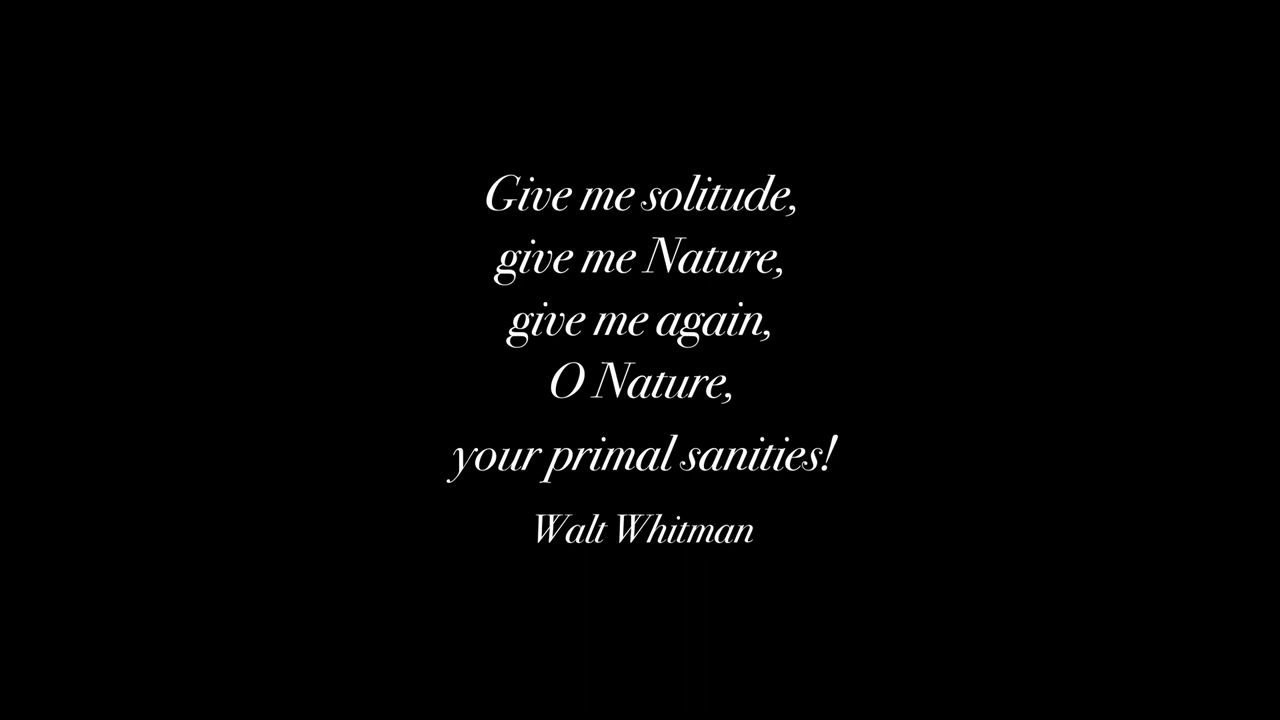 Give me solitude,
give me Nature,
give me again,
O Nature,
your primal sanities!
Walt Whitman